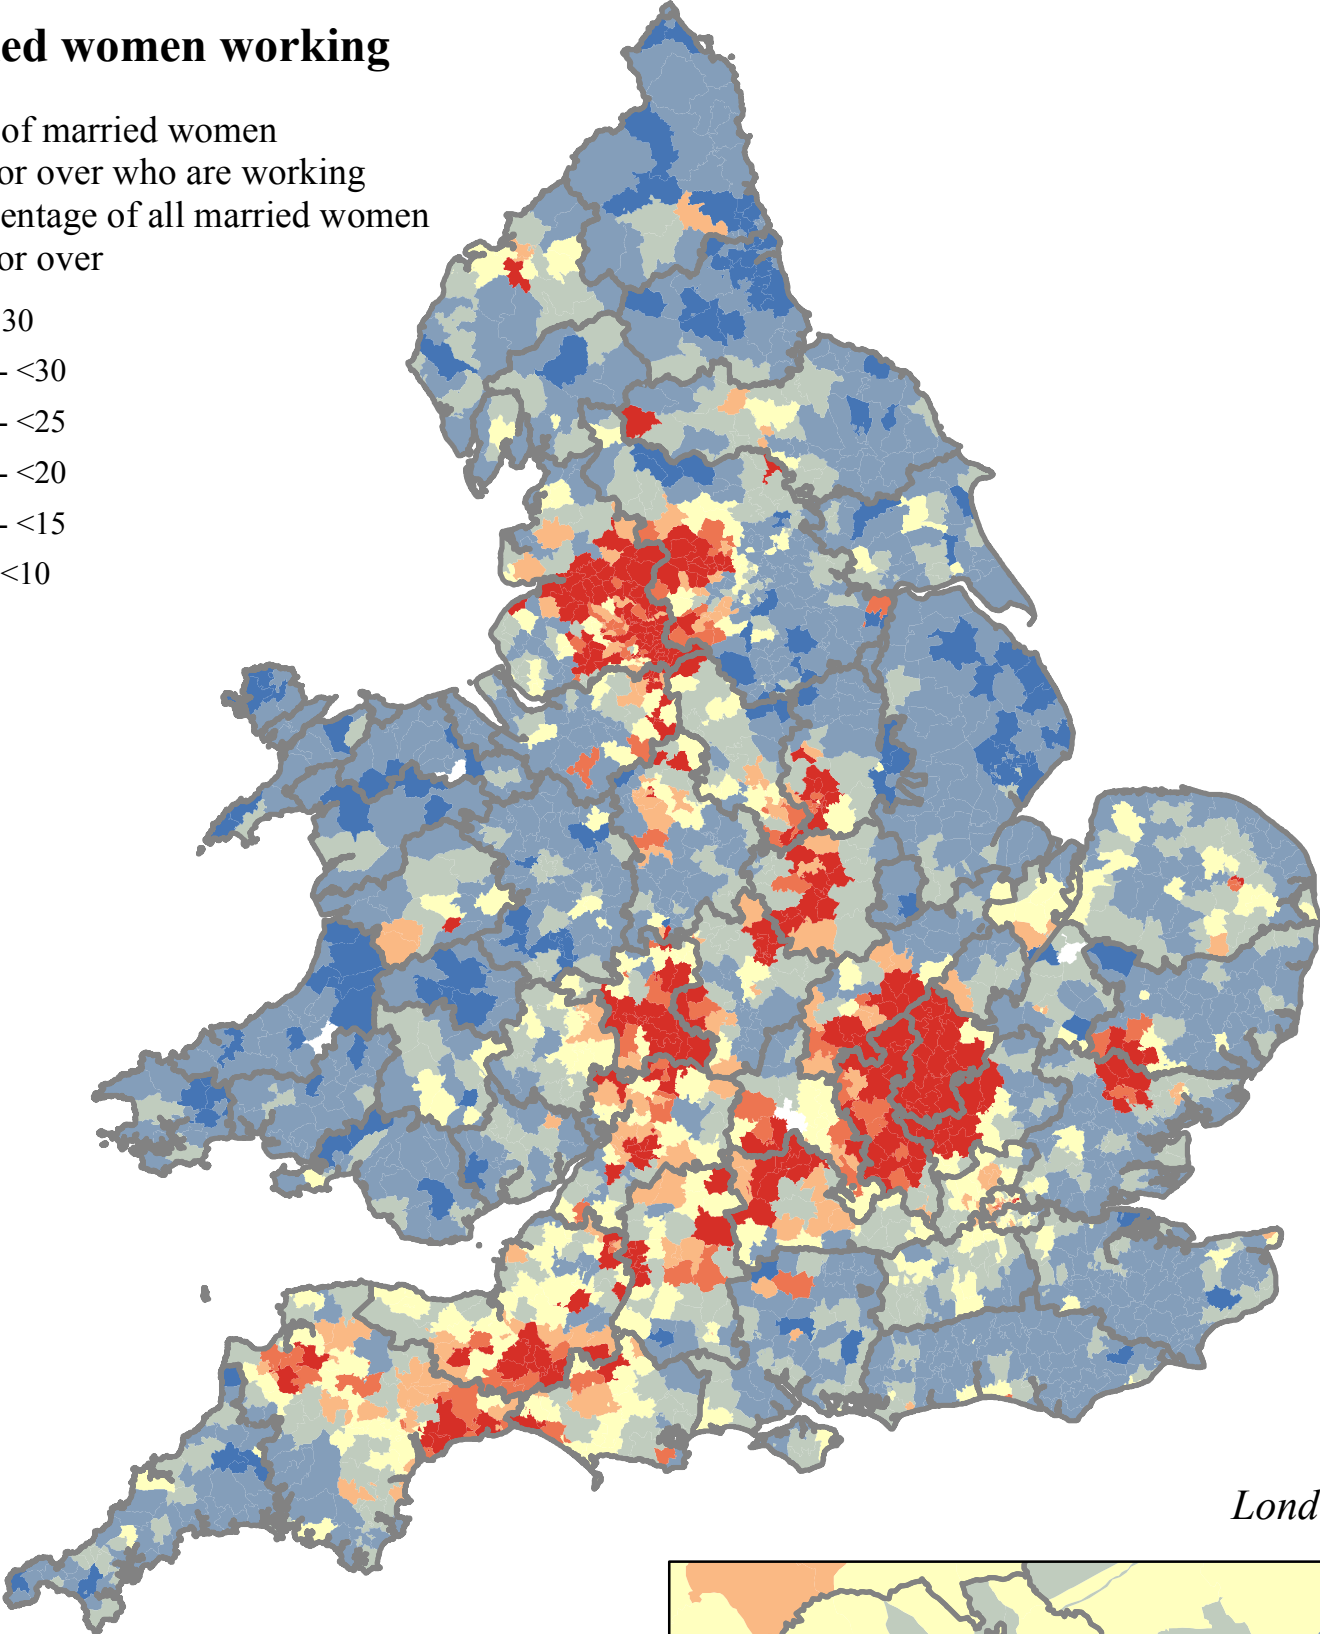 ed women working
of married women
or over who are working
entage of all married women
or over
30
- <30
- <25
- <20
- <15
<10
Lond